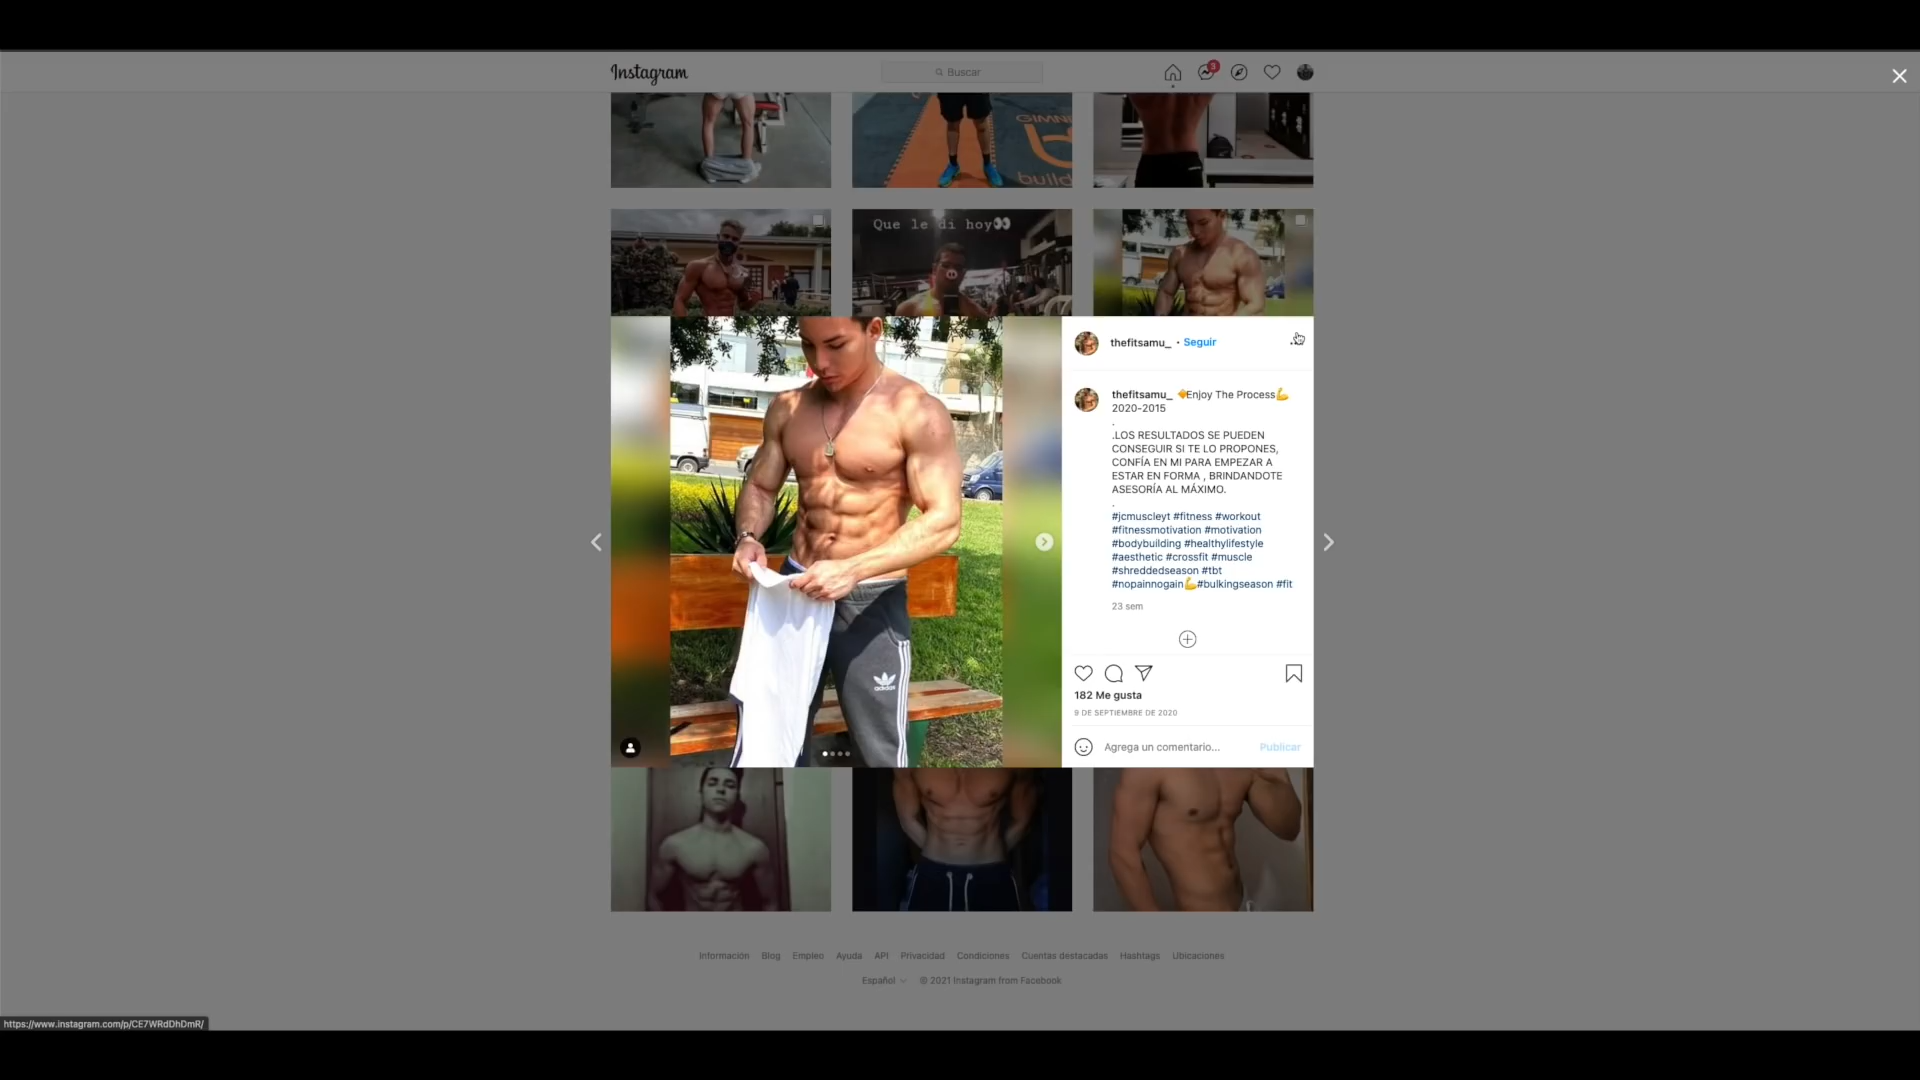 Instagram
Buscar
3
GIMN
build
Que le di hoy👀
thefitsamu_ • Seguir
thefitsamu_ 🔶Enjoy The Process💪
2020-2015
.
.LOS RESULTADOS SE PUEDEN
CONSEGUIR SI TE LO PROPONES,
CONFÍA EN MI PARA EMPEZAR A
ESTAR EN FORMA , BRINDANDOTE
ASESORÍA AL MÁXIMO.
.
#jcmuscleyt #fitness #workout
#fitnessmotivation #motivation
#bodybuilding #healthylifestyle
#aesthetic #crossfit #muscle
#shreddedseason #tbt
#nopainnogain💪#bulkingseason #fit
23 sem
adidas
182 Me gusta
9 DE SEPTIEMBRE DE 2020
Agrega un comentario...
Publicar
Información Blog Empleo Ayuda API Privacidad Condiciones Cuentas destacadas Hashtags Ubicaciones
Español © 2021 Instagram from Facebook
https://www.instagram.com/p/CE7WRdDhDmR/